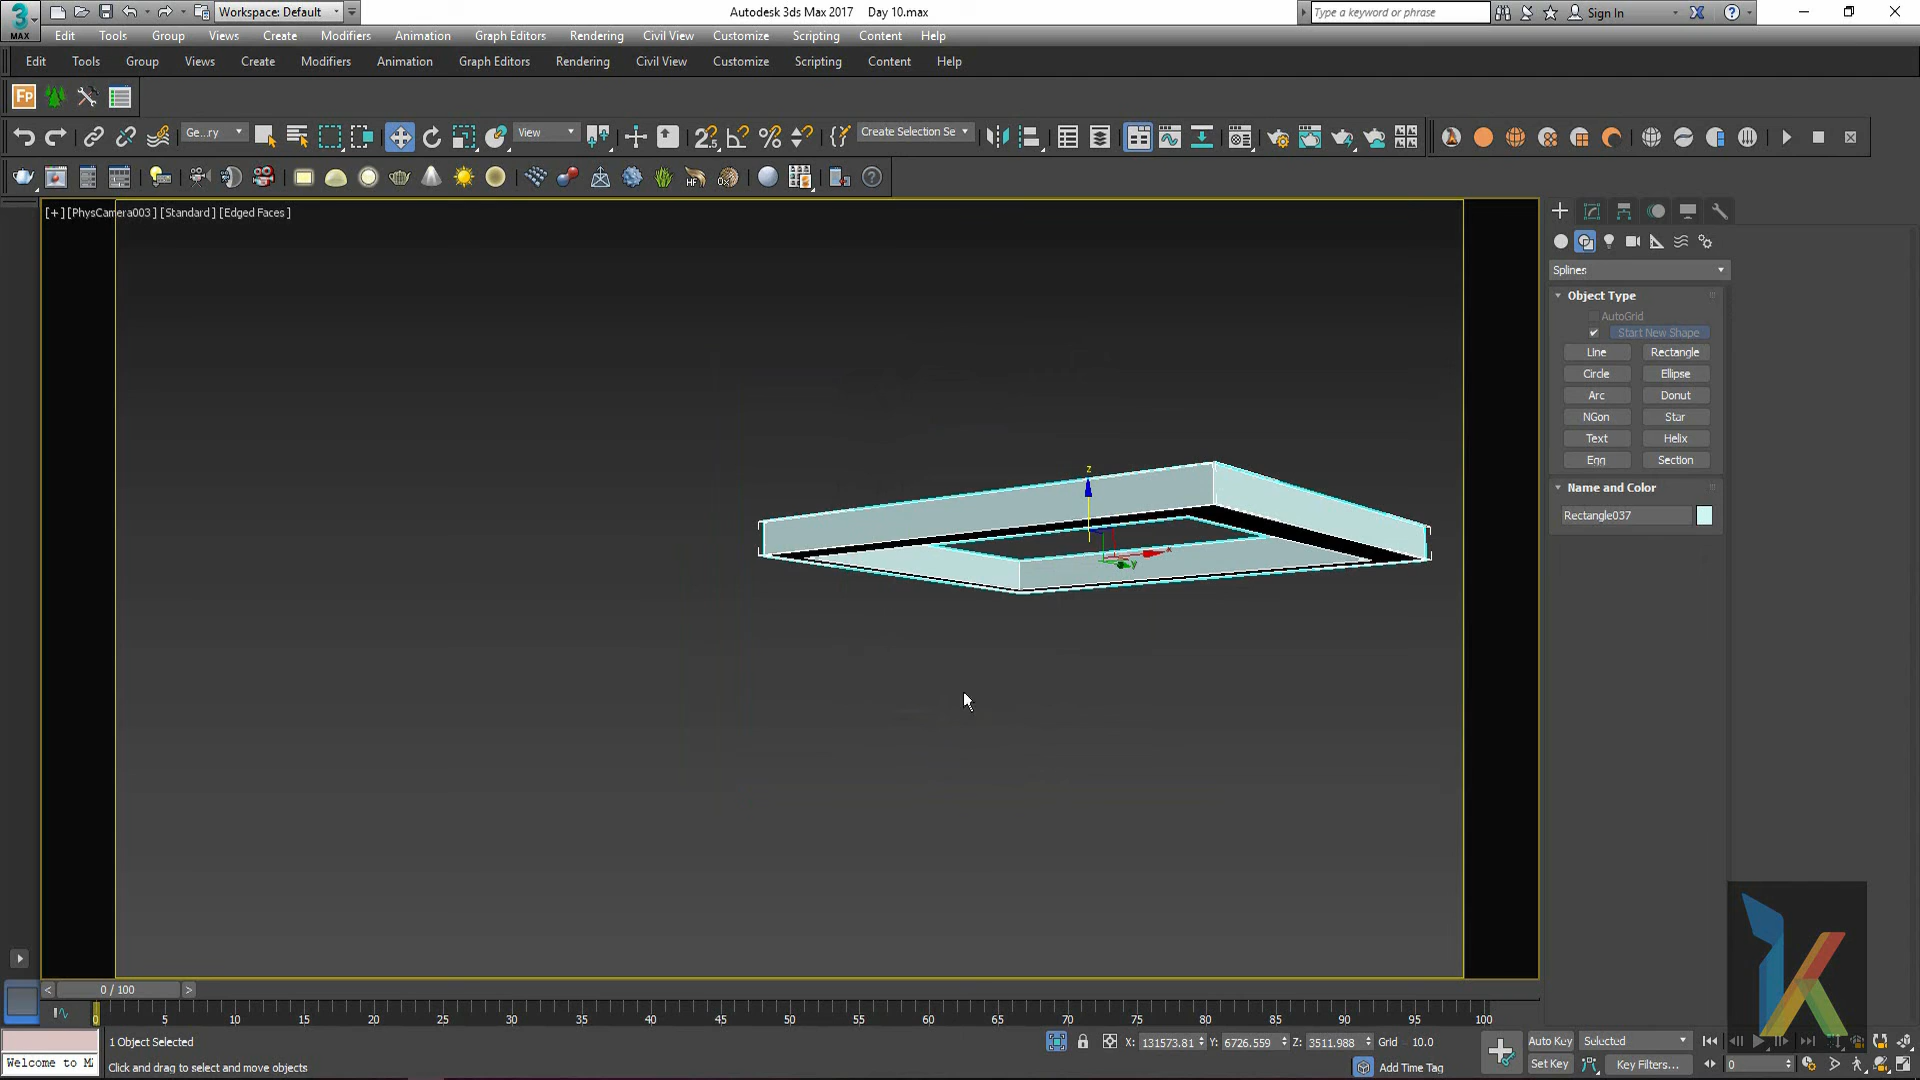 Workspace: Default
Autodesk 3ds Max 2017 Day 10.max
Type a keyword or phrase
Sign In
MAX
Edit Tools Group Views Create Modifiers Animation Graph Editors Rendering Civil View Customize Scripting Content Help
Edit Tools Group Views Create Modifiers Animation Graph Editors Rendering Civil View Customize Scripting Content Help
Fp
Ge...ry
View
Create Selection Se
[+] [PhysCamera003 ] [Standard ] [Edged Faces ]
Splines
Object Type
AutoGrid
Start New Shape
Line Rectangle
Circle Ellipse
Arc Donut
NGon Star
Text Helix
Egg Section
Name and Color
Rectangle037
z
x
y
0 / 100
0 5 10 15 20 25 30 35 40 45 50 55 60 65 70 75 80 85 90 95 100
1 Object Selected
X: 131573.81 Y: 6726.559 Z: 3511.988 Grid = 10.0
Auto Key Selected
Welcome to M
Click and drag to select and move objects
Add Time Tag
Set Key Key Filters...
0